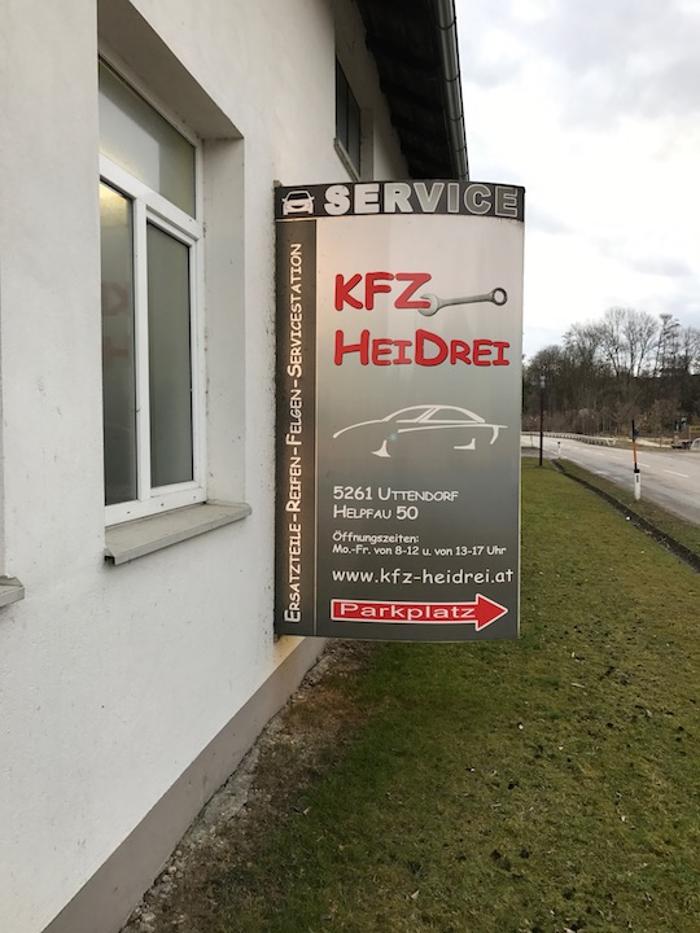 SERVICE
Ersatzteile-Reifen-Felgen-Servicestation
KFZ
HeiDrei
5261 Uttendorf
Helpfau 50
Öffnungszeiten:
Mo.-Fr. von 8-12 u. von 13-17 Uhr
www.kfz-heidrei.at
Parkplatz